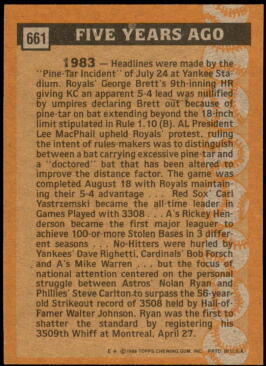 661
FIVE YEARS AGO
1983 — Headlines were made by the
"Pine-Tar Incident" of July 24 at Yankee Sta-
dium. Royals' George Brett's 9th-inning HR
giving KC an apparent 5-4 lead was nullified
by umpires declaring Brett out because of
pine-tar on bat extending beyond the 18-inch
limit stipulated in Rule 1.10 (B). AL President
Lee MacPhail upheld Royals' protest, ruling
the intent of rules-makers was to distinguish
between a bat carrying excessive pine-tar and
a "doctored" bat that has been altered to
improve the distance factor. The game was
completed August 18 with Royals maintain-
ing their 5-4 advantage . . . Red Sox' Carl
Yastrzemski became the all-time leader in
Games Played with 3308 . . . A's Rickey Hen-
derson became the first major leaguer to
achieve 100-or-more Stolen Bases in 3 differ-
ent seasons . . . No-Hitters were hurled by
Yankees' Dave Righetti, Cardinals' Bob Forsch
and A's Mike Warren . . . but the focus of
national attention centered on the personal
struggle between Astros' Nolan Ryan and
Phillies' Steve Carlton to surpass the 56-year-
old Strikeout record of 3508 held by Hall-of-
Famer Walter Johnson. Ryan was the first to
shatter the standard by registering his
3509th Whiff at Montreal, April 27.
© 1988 TOPPS CHEWING GUM, INC. PRTD. IN U.S.A.